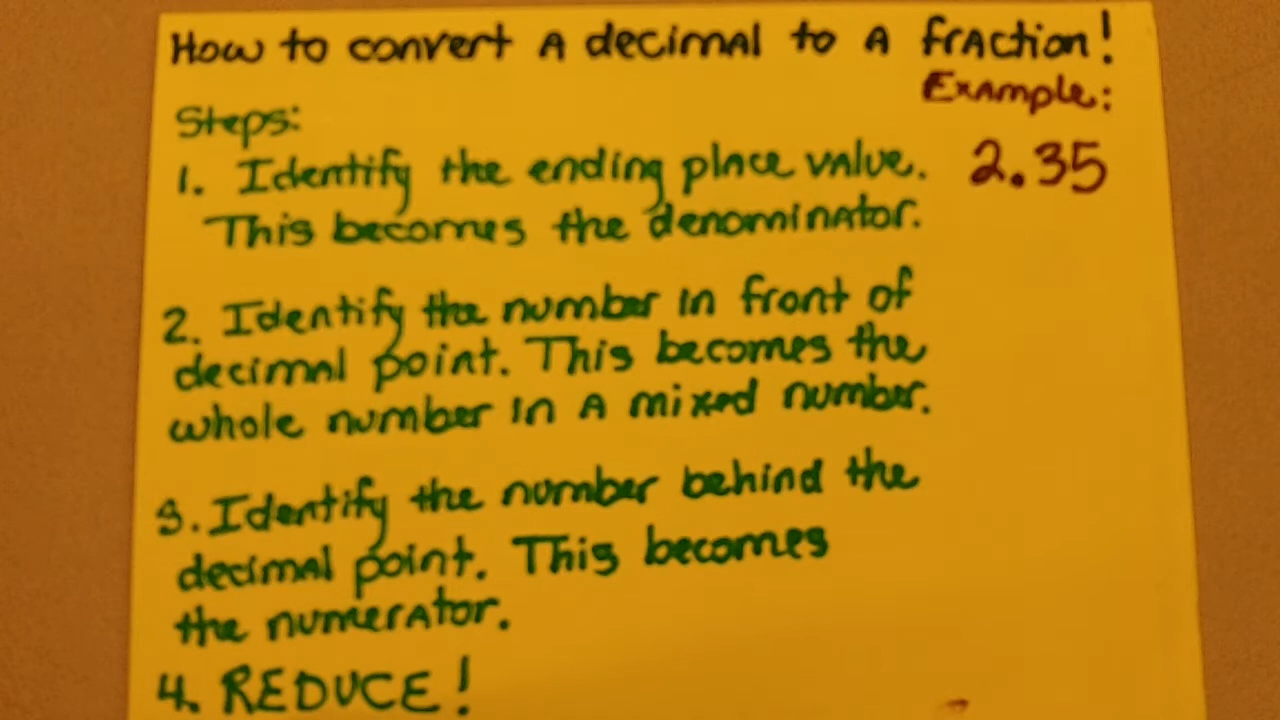 How to convert A decimAl to A frAction!
ExAmple:
Steps:
1. Identify the ending plAce vAlue. 2.35
This becomes the denominAtor.
2. Identify the number in front of
decimAl point. This becomes the
whole number in A mixed number.
3. Identify the number behind the
decimAl point. This becomes
the numerAtor.
4. REDUCE!